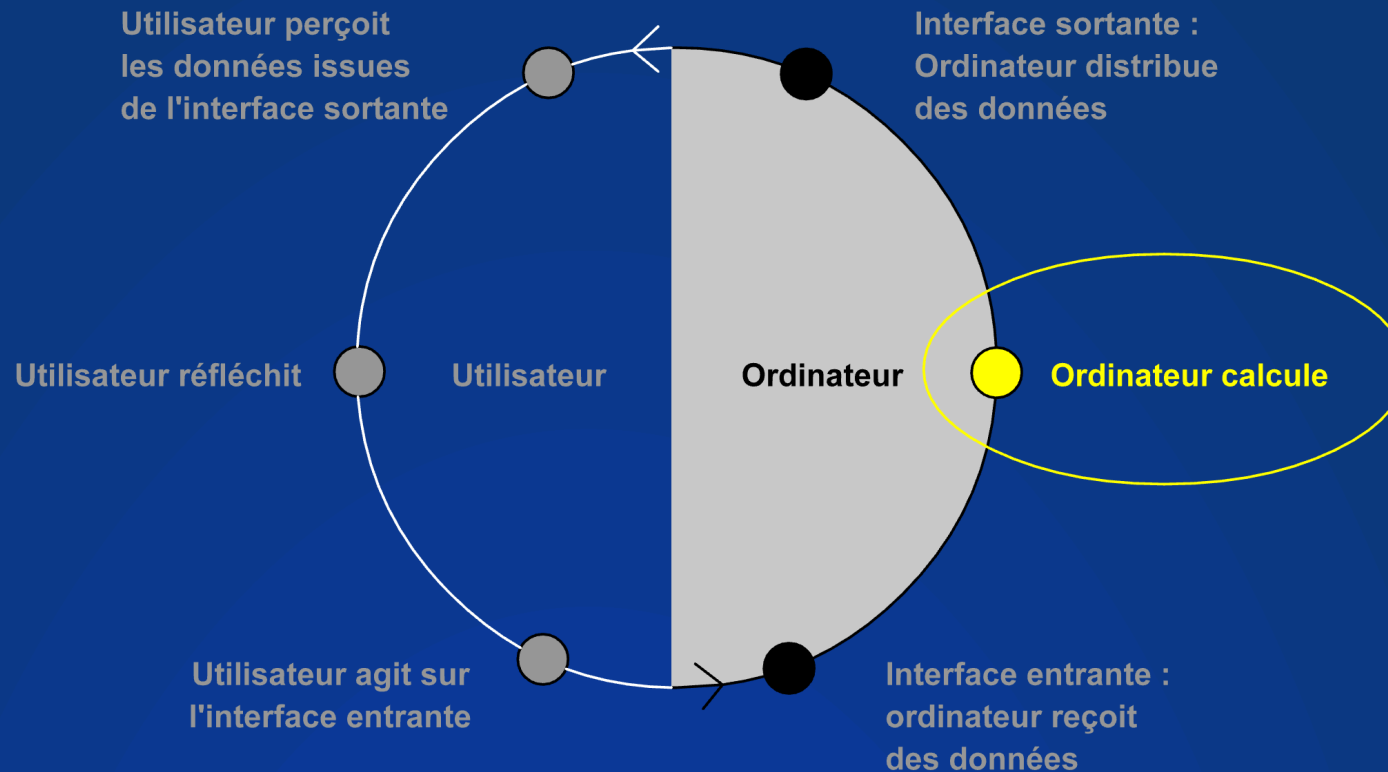 Utilisateur perçoit
les données issues
de l'interface sortante
Interface sortante :
Ordinateur distribue
des données
Utilisateur réfléchit
Utilisateur
Ordinateur
Ordinateur calcule
Utilisateur agit sur
l'interface entrante
Interface entrante :
ordinateur reçoit
des données